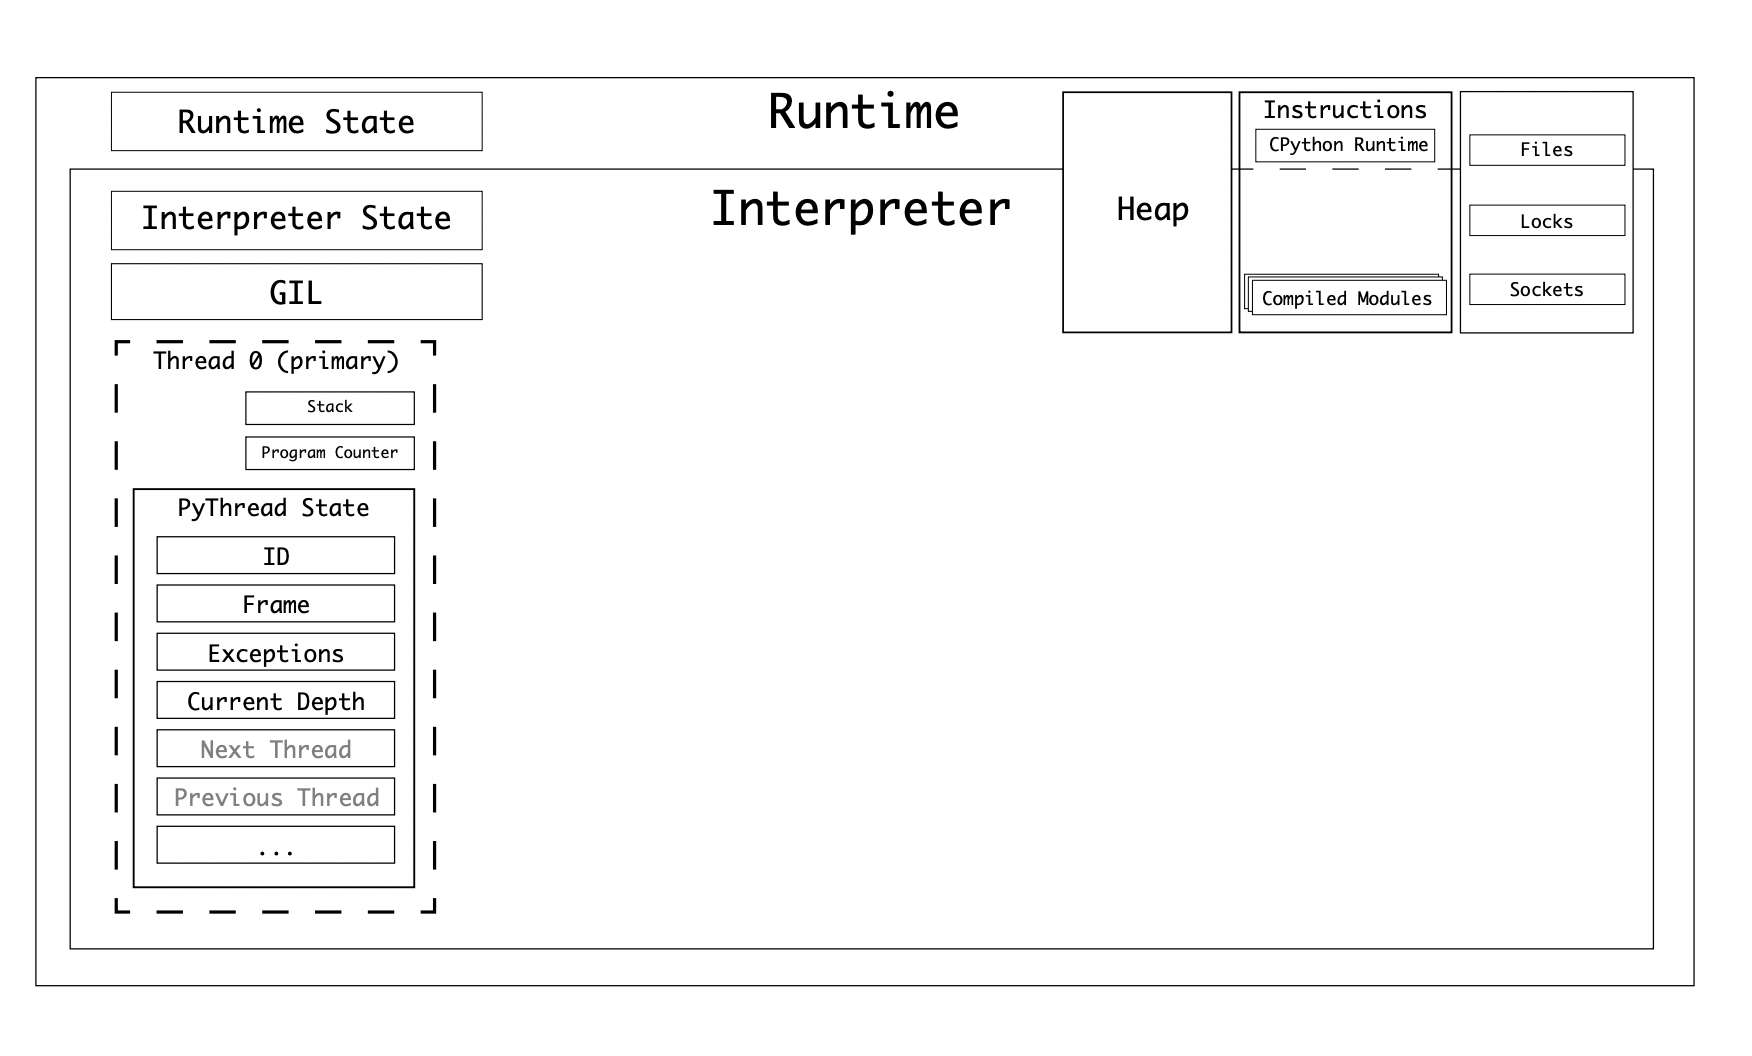 Runtime State
Runtime
Interpreter State
Interpreter
GIL
Heap
Instructions
CPython Runtime
Compiled Modules
Files
Locks
Sockets
Thread 0 (primary)
Stack
Program Counter
PyThread State
ID
Frame
Exceptions
Current Depth
Next Thread
Previous Thread
...